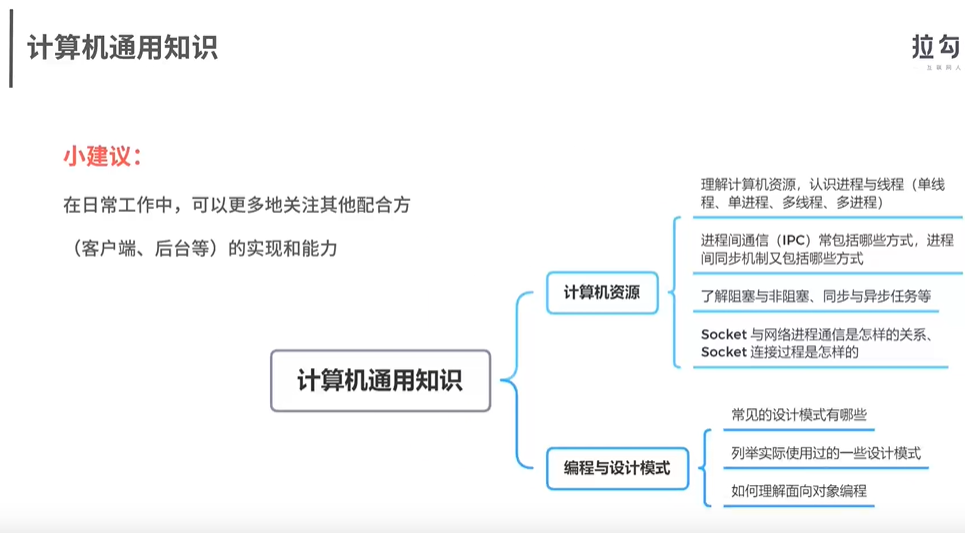 计算机通用知识
拉勾
互联网人
小建议：
在日常工作中，可以更多地关注其他配合方
（客户端、后台等）的实现和能力
计算机通用知识
计算机资源
理解计算机资源，认识进程与线程（单线
程、单进程、多线程、多进程）
进程间通信（IPC）常包括哪些方式，进程
间同步机制又包括哪些方式
了解阻塞与非阻塞、同步与异步任务等
Socket 与网络进程通信是怎样的关系、
Socket 连接过程是怎样的
编程与设计模式
常见的设计模式有哪些
列举实际使用过的一些设计模式
如何理解面向对象编程